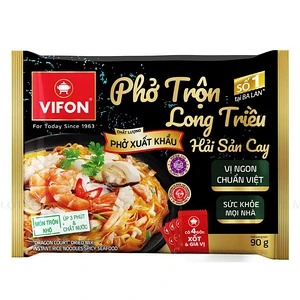 VIFON
For Today Since 1963
Phở Trộn
Long Triều
Hải Sản Cay
SỐ 1
TẠI BA LAN
CHẤT LƯỢNG
PHỞ XUẤT KHẨU
VỊ NGON
CHUẨN VIỆT
SỨC KHỎE
MỌI NHÀ
MÓN TRỘN
KHÔ
ÚP 3 PHÚT
CHẮT NƯỚC
CÓ 4 GÓI
XỐT
& GIA VỊ
"DRAGON COURT" DRIED MIX
INSTANT RICE NOODLES SPICY SEAFOOD
90 g